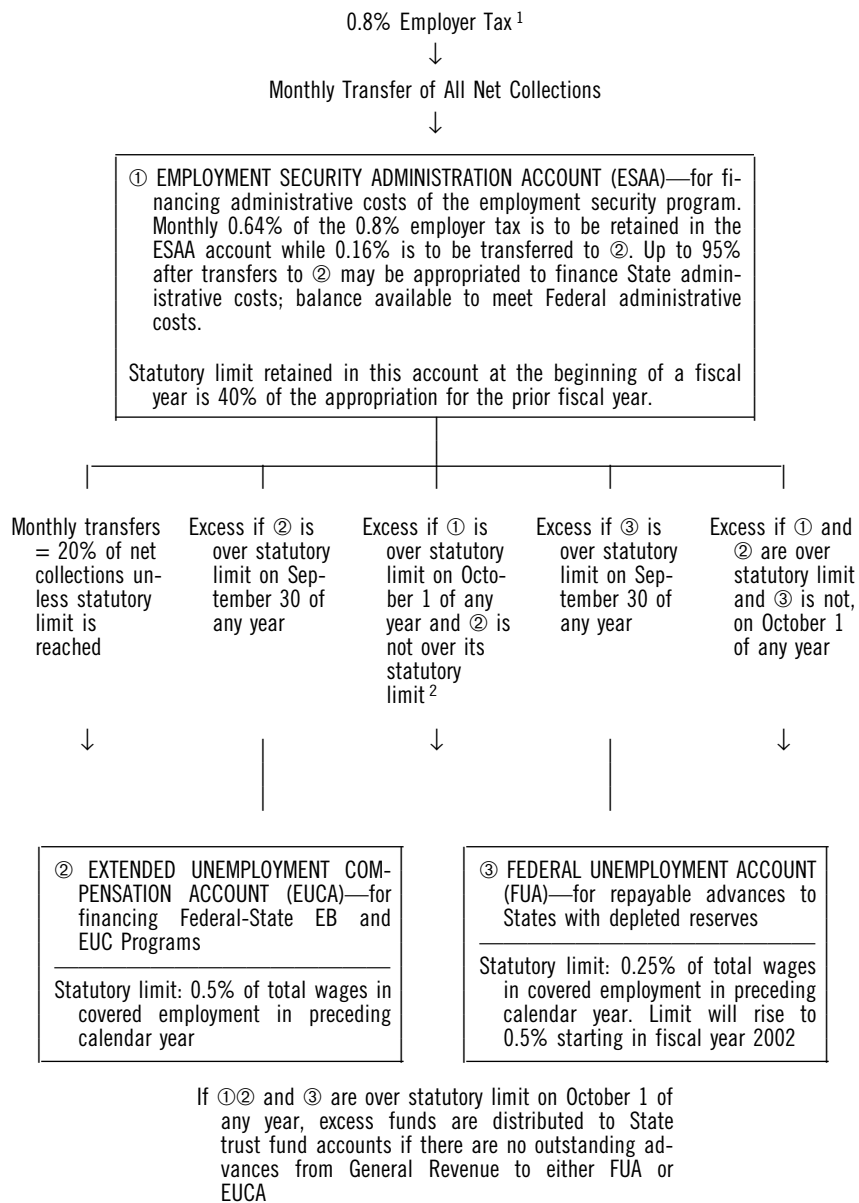 0.8% Employer Tax 1
↓
Monthly Transfer of All Net Collections
↓
① EMPLOYMENT SECURITY ADMINISTRATION ACCOUNT (ESAA)—for fi-
nancing administrative costs of the employment security program.
Monthly 0.64% of the 0.8% employer tax is to be retained in the
ESAA account while 0.16% is to be transferred to ②. Up to 95%
after transfers to ② may be appropriated to finance State admin-
istrative costs; balance available to meet Federal administrative
costs.
Statutory limit retained in this account at the beginning of a fiscal
year is 40% of the appropriation for the prior fiscal year.
Monthly transfers
= 20% of net
collections un-
less statutory
limit is
reached
Excess if ② is
over statutory
limit on Sep-
tember 30 of
any year
Excess if ① is
over statutory
limit on Octo-
ber 1 of any
year and ② is
not over its
statutory
limit 2
Excess if ③ is
over statutory
limit on Sep-
tember 30 of
any year
Excess if ① and
② are over
statutory limit
and ③ is not,
on October 1
of any year
↓ ↓ ↓
② EXTENDED UNEMPLOYMENT COM-
PENSATION ACCOUNT (EUCA)—for
financing Federal-State EB and
EUC Programs
Statutory limit: 0.5% of total wages in
covered employment in preceding
calendar year
③ FEDERAL UNEMPLOYMENT ACCOUNT
(FUA)—for repayable advances to
States with depleted reserves
Statutory limit: 0.25% of total wages
in covered employment in preceding
calendar year. Limit will rise to
0.5% starting in fiscal year 2002
If ①② and ③ are over statutory limit on October 1 of
any year, excess funds are distributed to State
trust fund accounts if there are no outstanding ad-
vances from General Revenue to either FUA or
EUCA